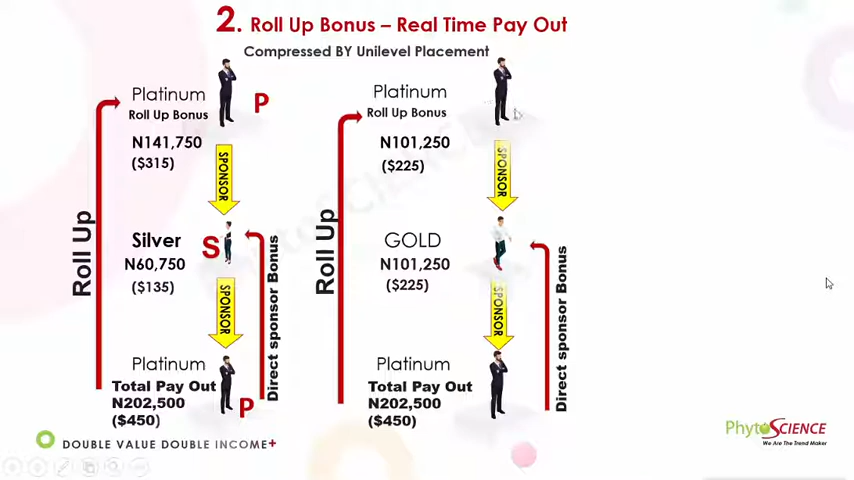 2. Roll Up Bonus – Real Time Pay Out
Compressed BY Unilevel Placement
Platinum
Roll Up Bonus
P
N141,750
($315)
SPONSOR
Roll Up
Silver
S
N60,750
($135)
SPONSOR
Direct sponsor Bonus
Platinum
Total Pay Out
N202,500
($450)
P
Platinum
Roll Up Bonus
N101,250
($225)
SPONSOR
Roll Up
GOLD
N101,250
($225)
SPONSOR
Direct sponsor Bonus
Platinum
Total Pay Out
N202,500
($450)
PhytoScience
DOUBLE VALUE DOUBLE INCOME+
PhytoSCIENCE
We Are The Trend Maker